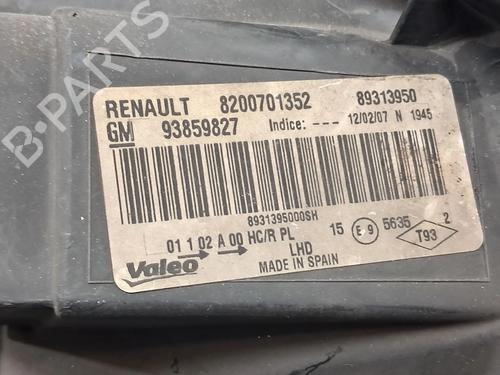 RENAULT 8200701352 89313950
GM 93859827 Indice: --- 12/02/07 N 1945
8931395000SH
01 1 02 A 00 HC/R PL 15 E 9 5635 2
LHD T93
Valeo MADE IN SPAIN
B-PARTS